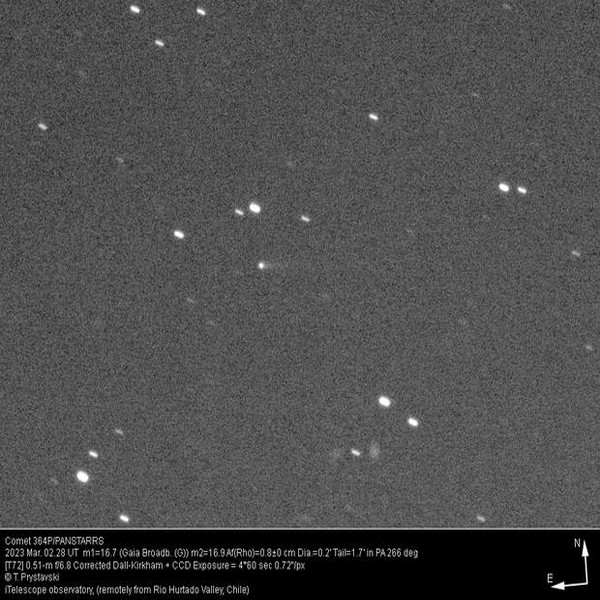 Comet 364P/PANSTARRS
2023 Mar. 02.28 UT m1=16.7 (Gaia Broadb. (G)) m2=16.9 Af(Rho)=0.8±0 cm Dia.=0.2' Tail=1.7' in PA 266 deg
[T72] 0.51-m f/6.8 Corrected Dall-Kirkham + CCD Exposure = 4*60 sec 0.72"/px
© T. Prystavski
iTelescope observatory, (remotely from Rio Hurtado Valley, Chile)
N
E